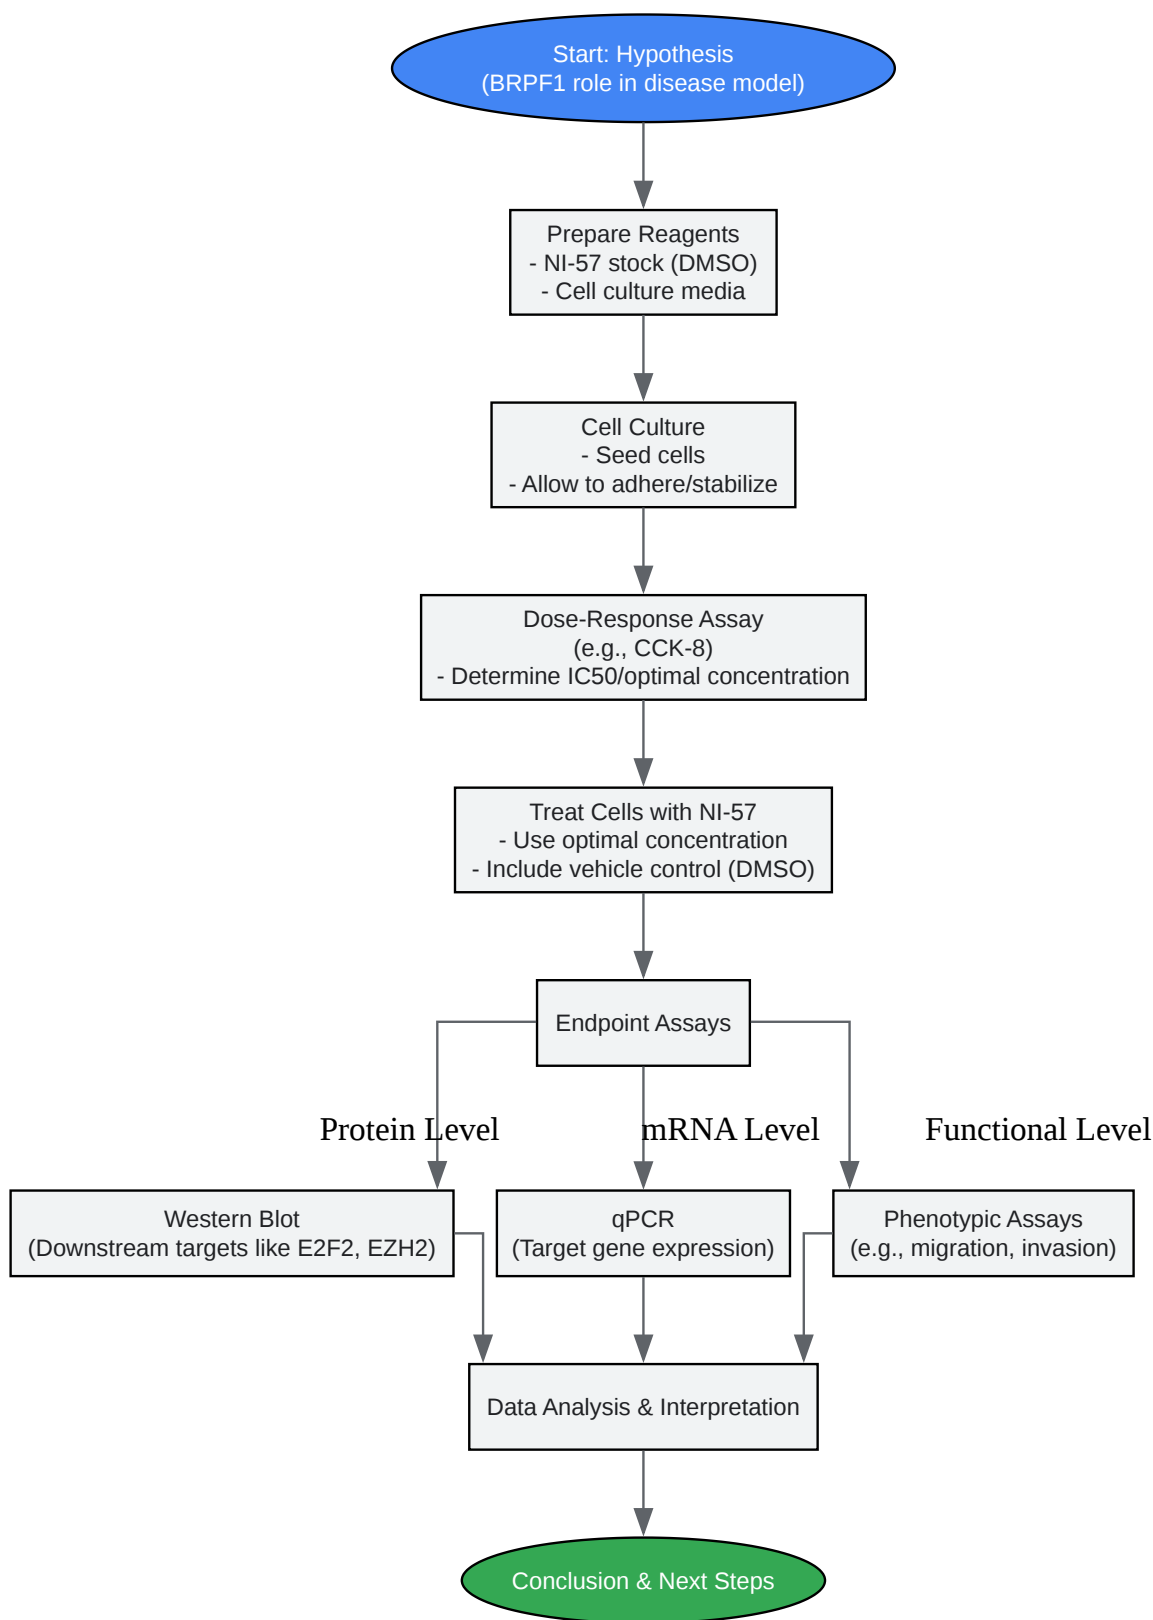 Start: Hypothesis
(BRPF1 role in disease model)
Prepare Reagents
- NI-57 stock (DMSO)
- Cell culture media
Cell Culture
- Seed cells
- Allow to adhere/stabilize
Dose-Response Assay
(e.g., CCK-8)
- Determine IC50/optimal concentration
Treat Cells with NI-57
- Use optimal concentration
- Include vehicle control (DMSO)
Endpoint Assays
Protein Level
mRNA Level
Functional Level
Western Blot
(Downstream targets like E2F2, EZH2)
qPCR
(Target gene expression)
Phenotypic Assays
(e.g., migration, invasion)
Data Analysis & Interpretation
Conclusion & Next Steps